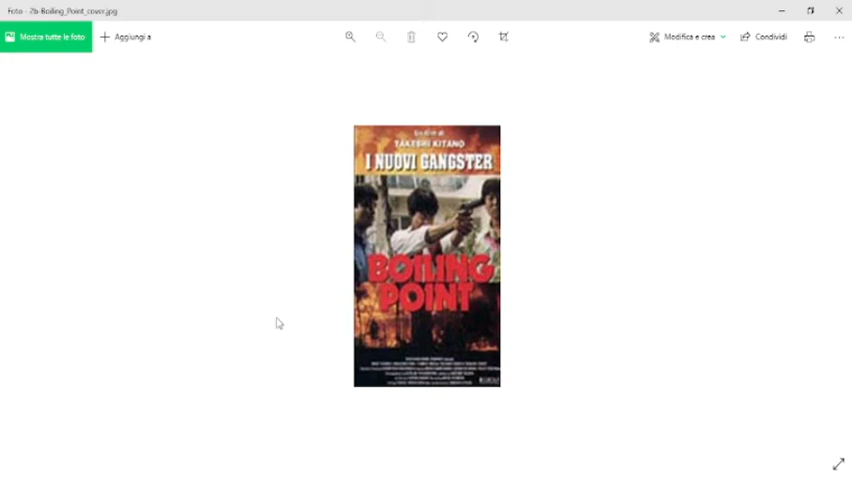 Foto - 26-Boiling_Point_cover.jpg
Mostra tutte le foto
Aggiungi a
Modifica e crea
Condividi
Un film di
TAKESHI KITANO
I NUOVI GANGSTER
BOILING
POINT